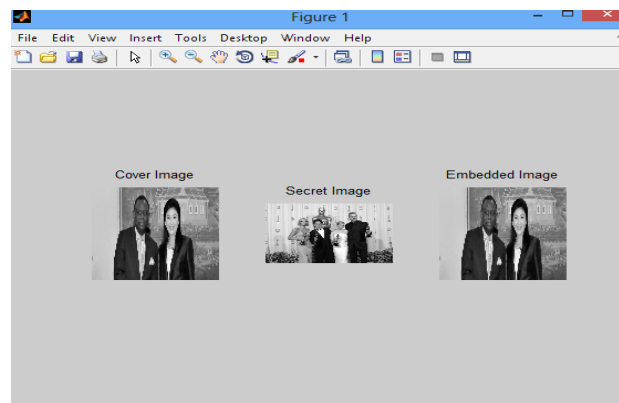 Figure 1
File Edit View Insert Tools Desktop Window Help
Cover Image
Secret Image
Embedded Image